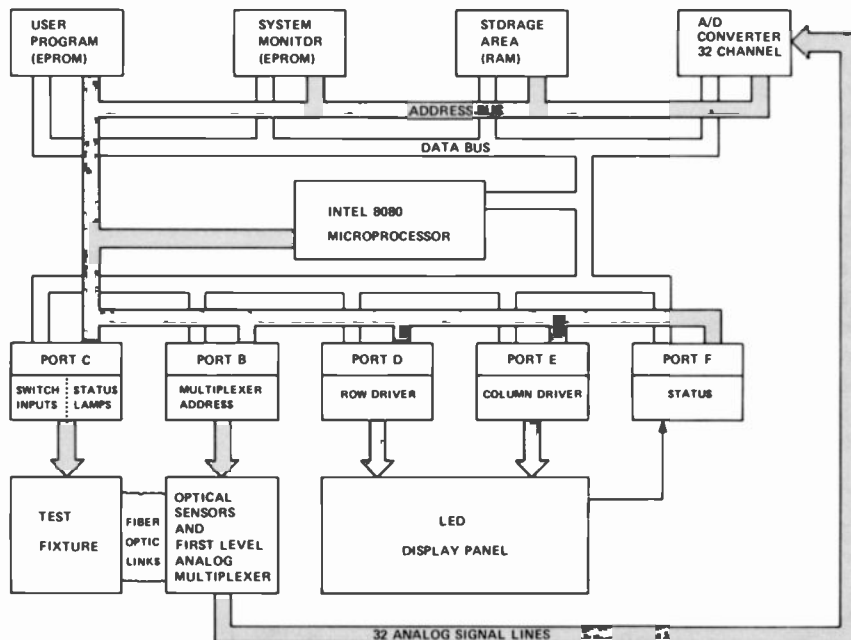 USER
PROGRAM
(EPROM)
SYSTEM
MONITDR
(EPROM)
STORAGE
AREA
(RAM)
A/D
CONVERTER
32 CHANNEL
ADDRESS BUS
DATA BUS
INTEL 8080
MICROPROCESSOR
PORT C
SWITCH
INPUTS
STATUS
LAMPS
PORT B
MULTIPLEXER
ADDRESS
PORT D
ROW DRIVER
PORT E
COLUMN DRIVER
PORT F
STATUS
TEST
FIXTURE
FIBER
OPTIC
LINKS
OPTICAL
SENSORS
AND
FIRST LEVEL
ANALOG
MULTIPLEXER
LED
DISPLAY PANEL
32 ANALOG SIGNAL LINES